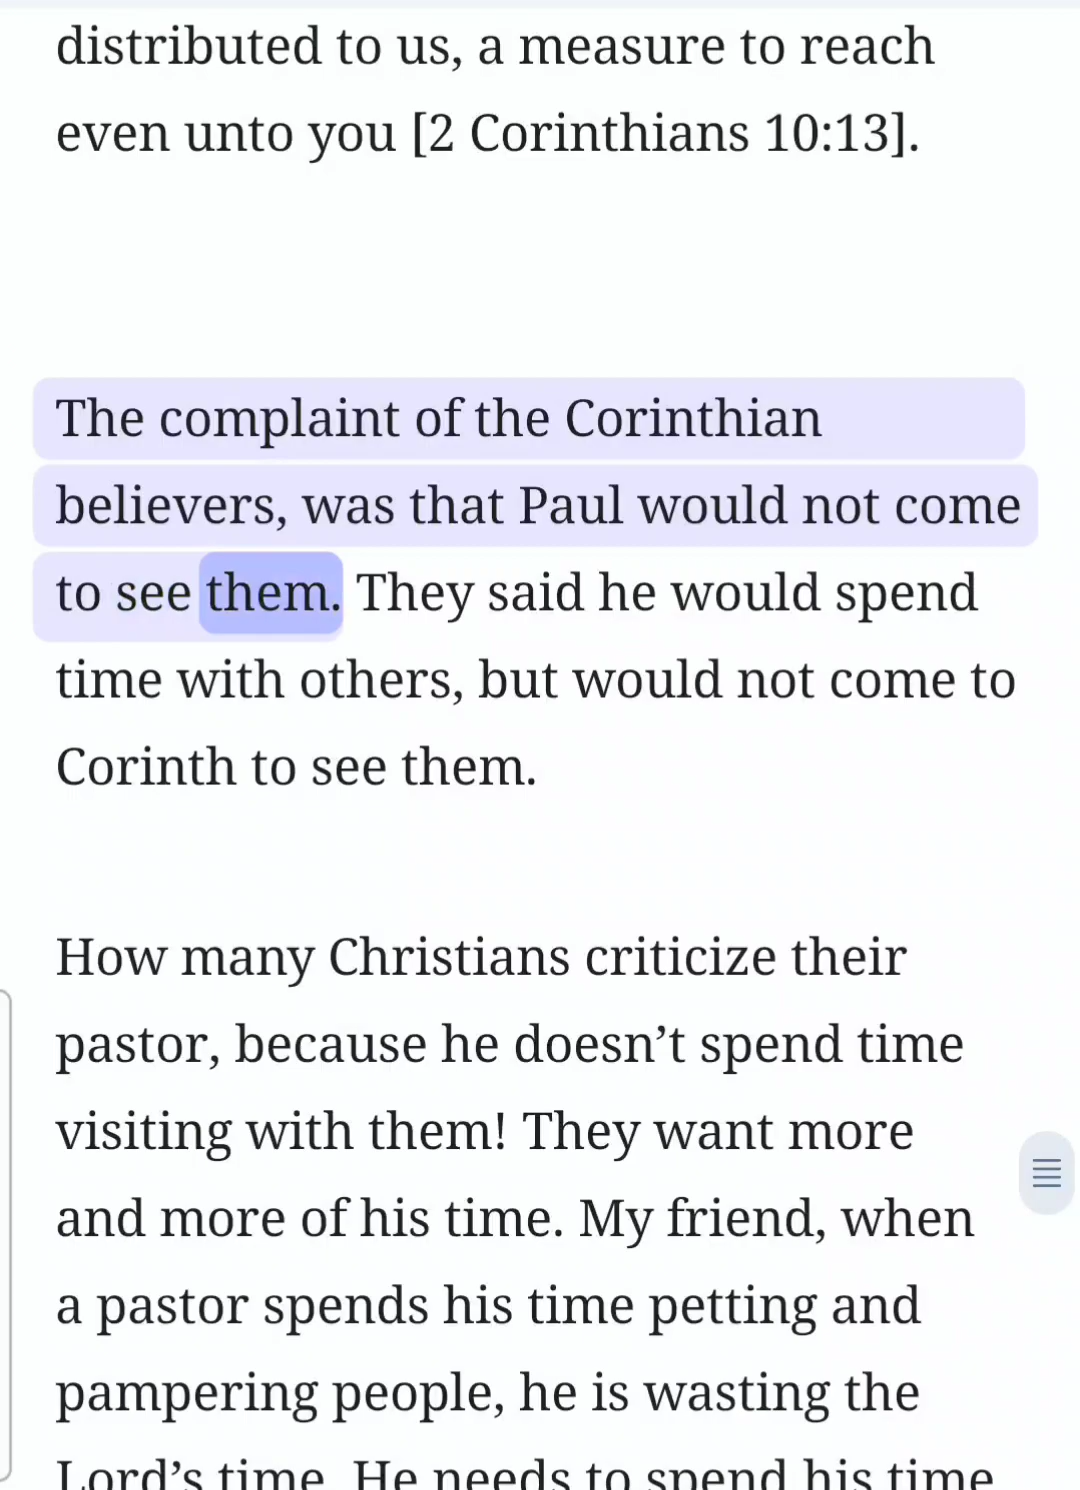 distributed to us, a measure to reach
even unto you [2 Corinthians 10:13].
The complaint of the Corinthian
believers, was that Paul would not come
to see them. They said he would spend
time with others, but would not come to
Corinth to see them.
How many Christians criticize their
pastor, because he doesn’t spend time
visiting with them! They want more
and more of his time. My friend, when
a pastor spends his time petting and
pampering people, he is wasting the
Lord’s time. He needs to spend his time